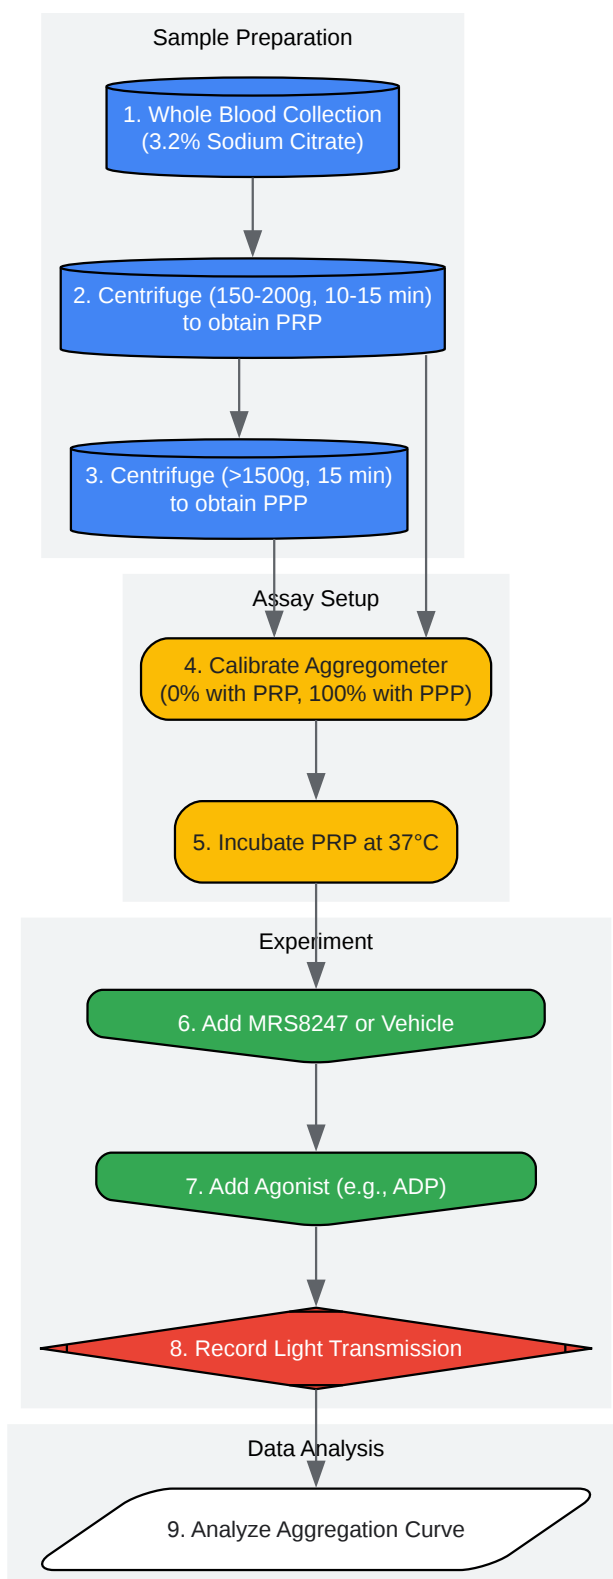 Sample Preparation
1. Whole Blood Collection
(3.2% Sodium Citrate)
2. Centrifuge (150-200g, 10-15 min)
to obtain PRP
3. Centrifuge (>1500g, 15 min)
to obtain PPP
Assay Setup
4. Calibrate Aggregometer
(0% with PRP, 100% with PPP)
5. Incubate PRP at 37°C
Experiment
6. Add MRS8247 or Vehicle
7. Add Agonist (e.g., ADP)
8. Record Light Transmission
Data Analysis
9. Analyze Aggregation Curve